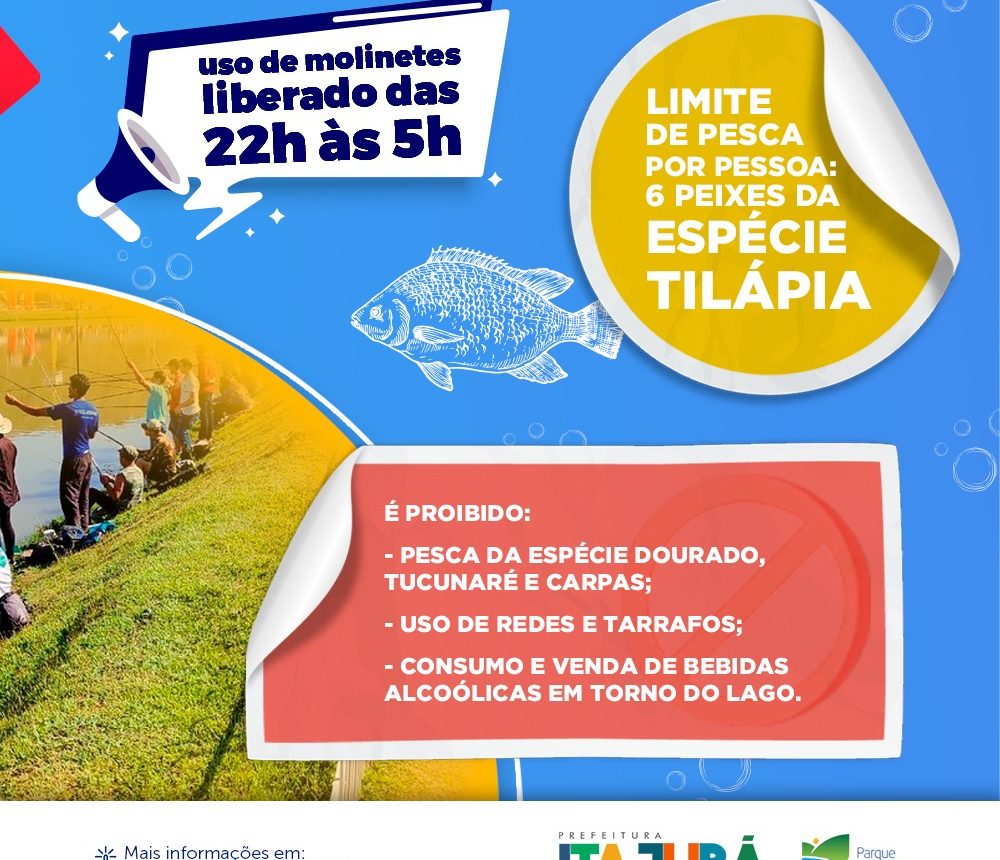 uso de molinetes
liberado das
22h às 5h
LIMITE
DE PESCA
POR PESSOA:
6 PEIXES DA
ESPÉCIE
TILÁPIA
É PROIBIDO:
- PESCA DA ESPÉCIE DOURADO,
TUCUNARÉ E CARPAS;
- USO DE REDES E TARRAFOS;
- CONSUMO E VENDA DE BEBIDAS
ALCOÓLICAS EM TORNO DO LAGO.
Mais informações em:
PREFEITURA
ITAJUBÁ
Parque